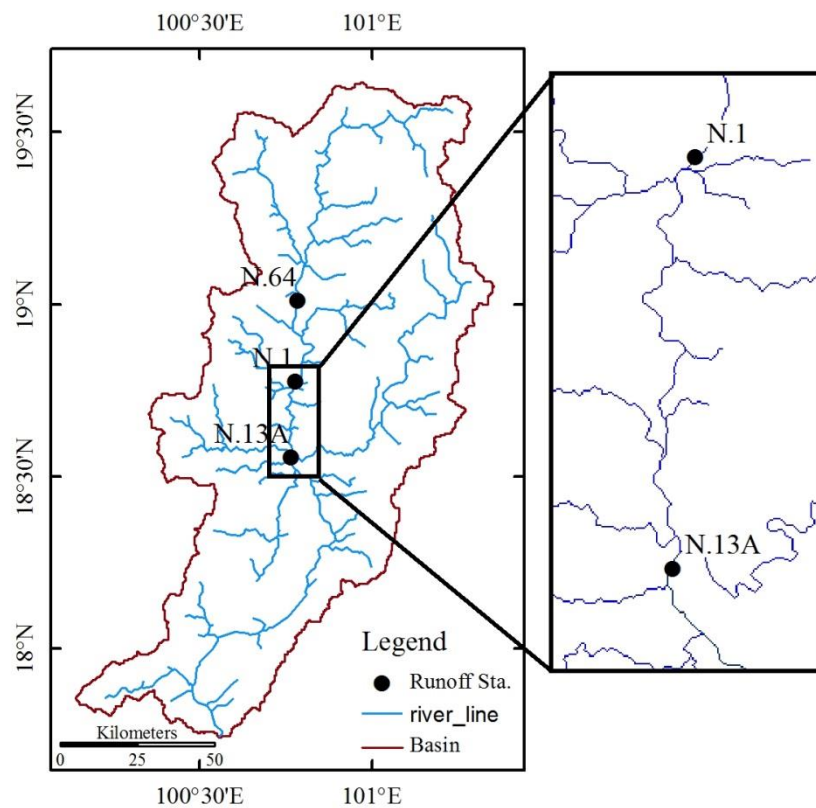 100°30'E 101°E
19°30'N
19°N
18°30'N
18°N
N.64
N.1
N.13A
N.1
N.13A
Legend
Runoff Sta.
river_line
Basin
Kilometers
0 25 50
100°30'E 101°E